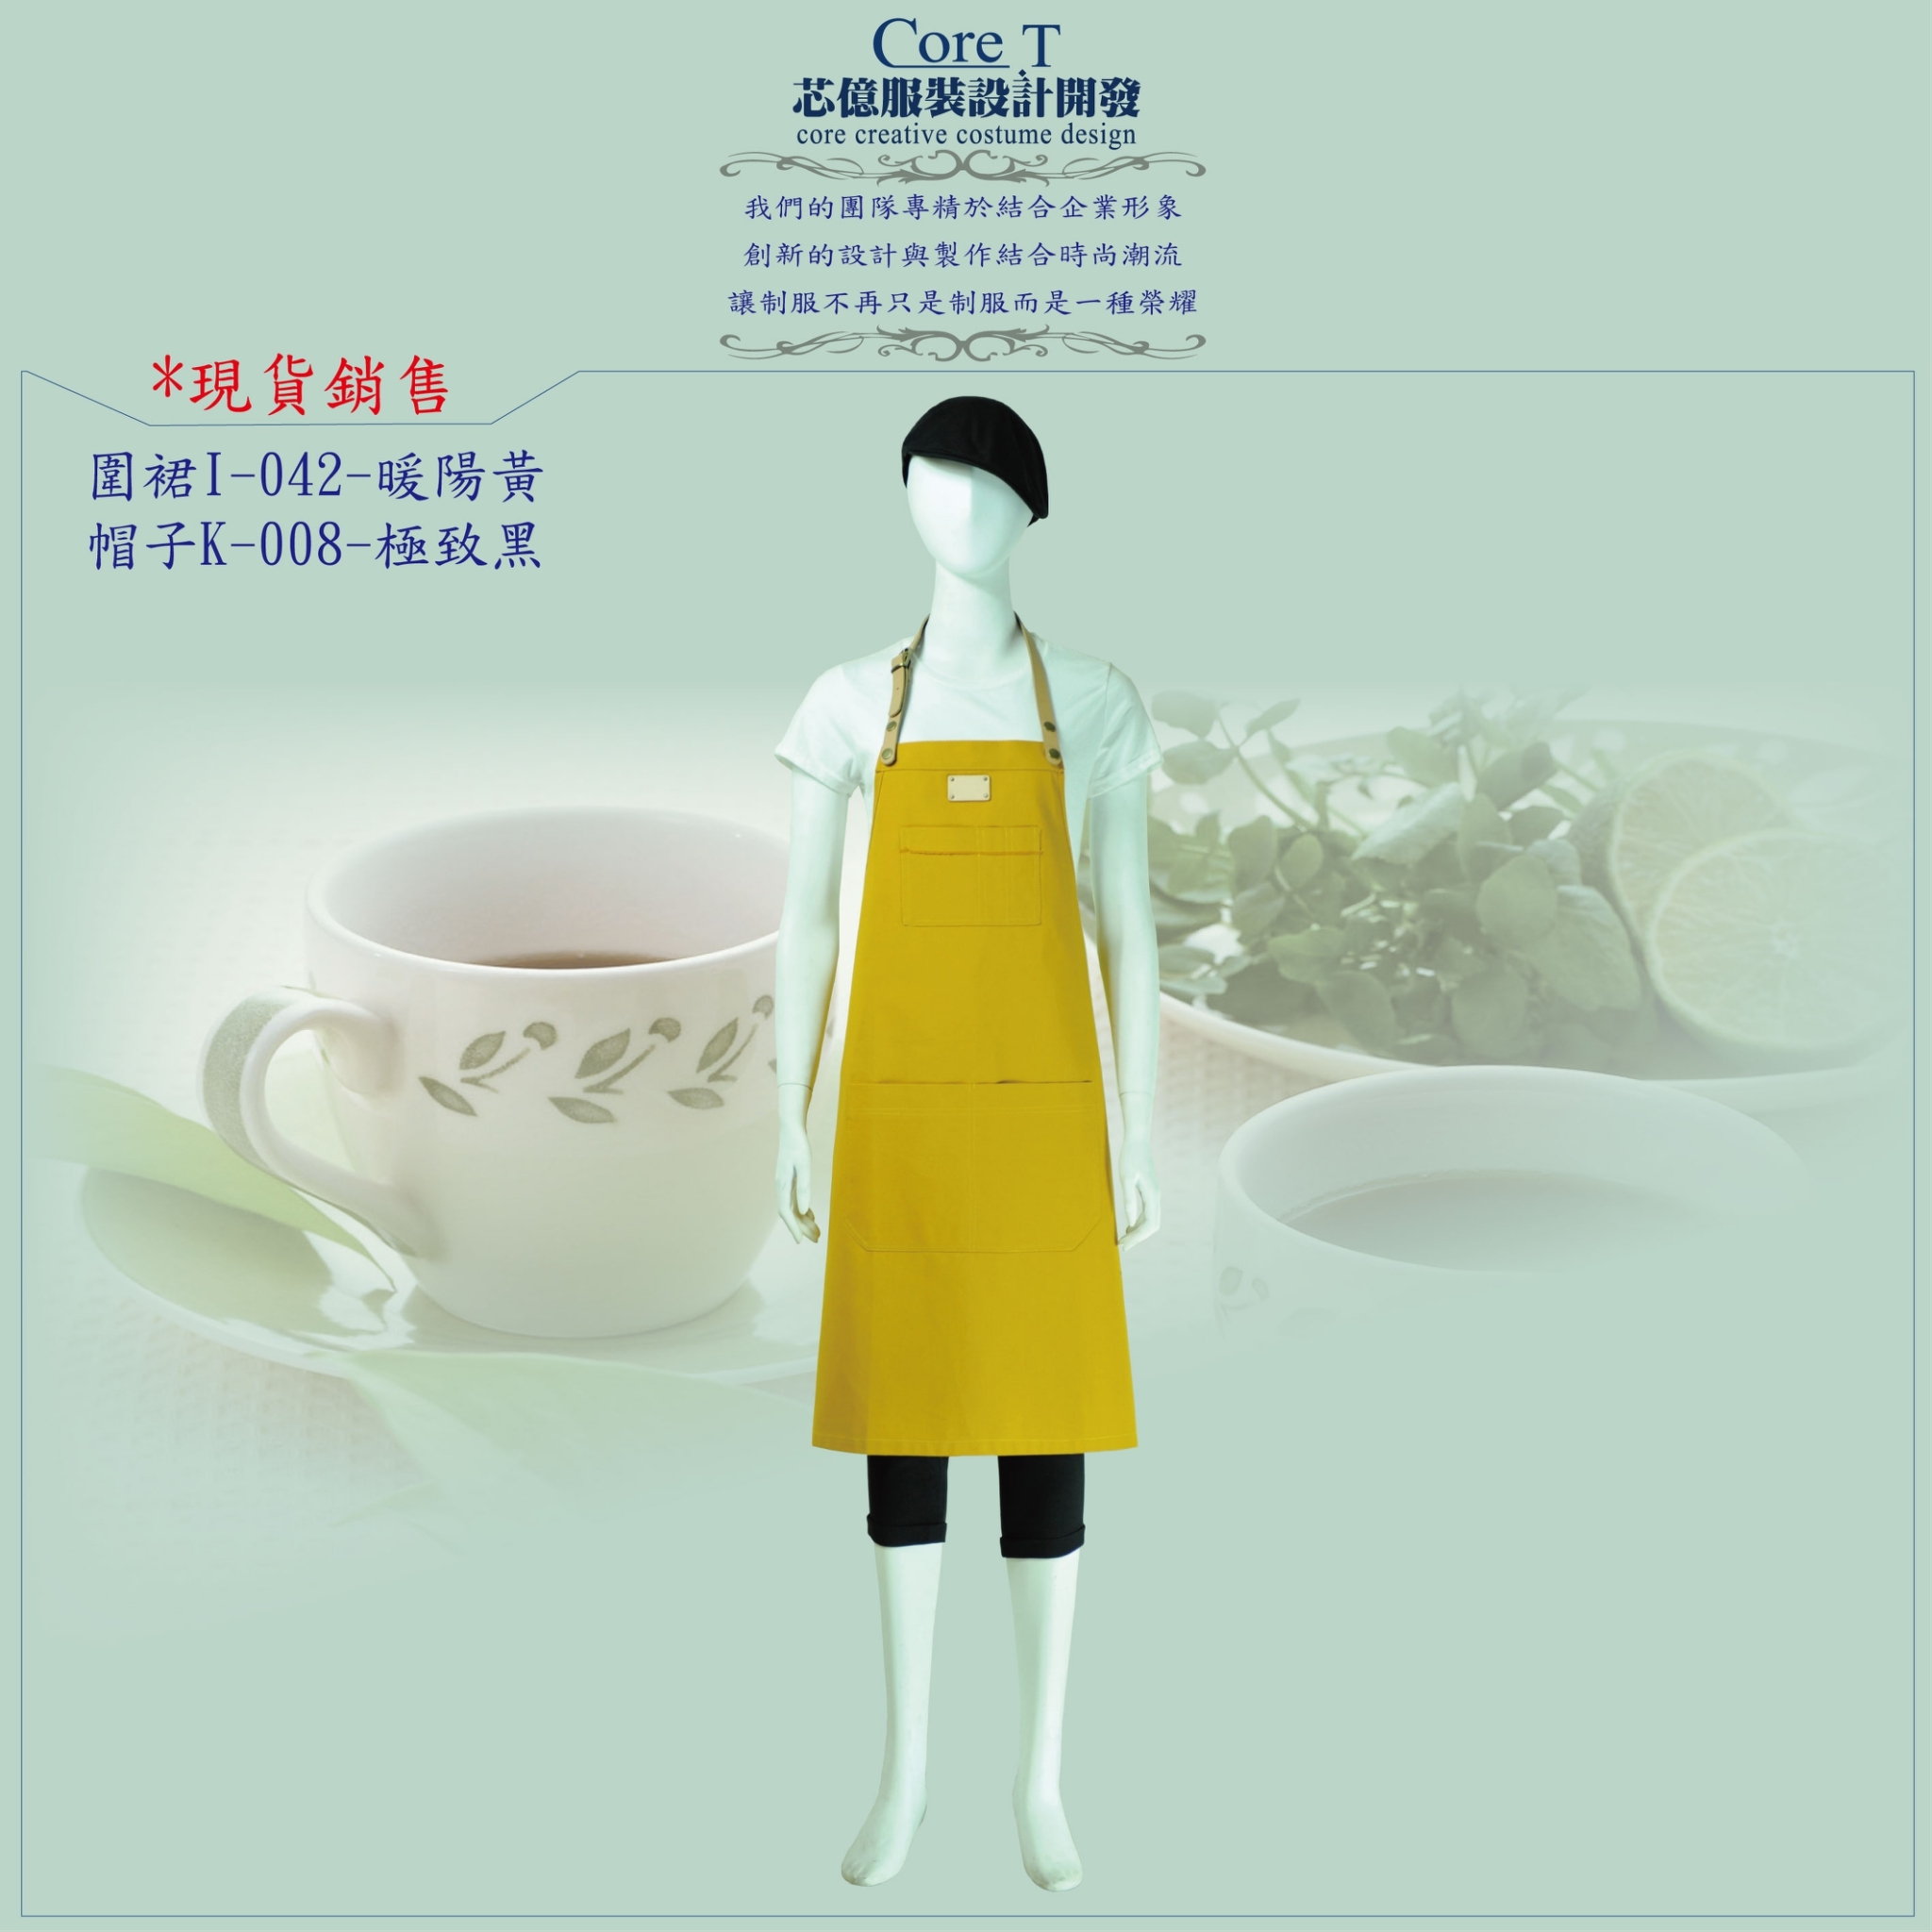 Core T
芯億服裝設計開發
core creative costume design
我們的團隊專精於結合企業形象
創新的設計與製作結合時尚潮流
讓制服不再只是制服而是一種榮耀
*現貨銷售
圍裙I-042-暖陽黃
帽子K-008-極致黑